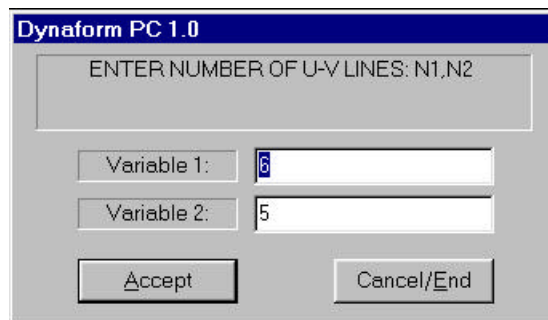 Dynaform PC 1.0
ENTER NUMBER OF U-V LINES: N1,N2
Variable 1: 6
Variable 2: 5
Accept Cancel/End